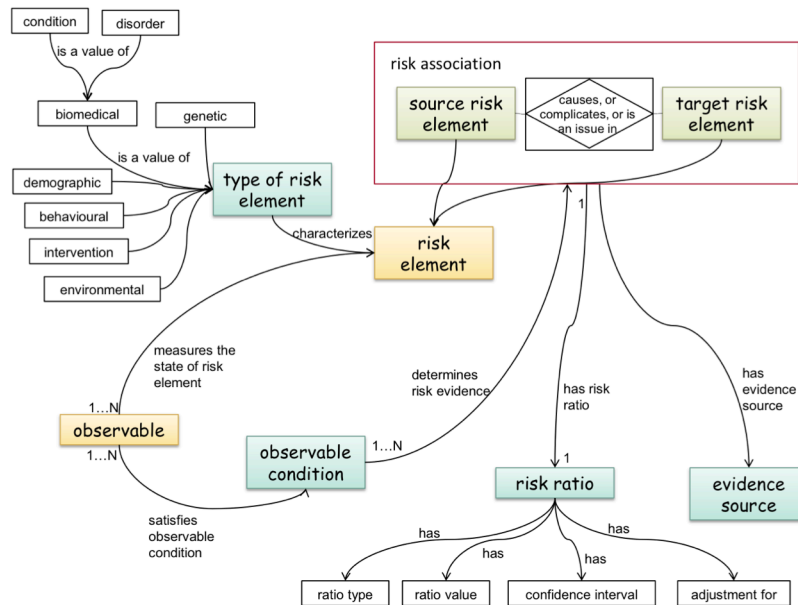 condition
disorder
is a value of
biomedical
genetic
is a value of
demographic
behavioural
intervention
environmental
type of risk
element
characterizes
risk association
source risk
element
causes, or
complicates, or is
an issue in
target risk
element
risk
element
1
measures the
state of risk
element
determines
risk evidence
has risk
ratio
has
evidence
source
1...N
observable
1...N
observable
condition
1...N
satisfies
observable
condition
1
risk ratio
evidence
source
has
has
has
has
ratio type
ratio value
confidence interval
adjustment for